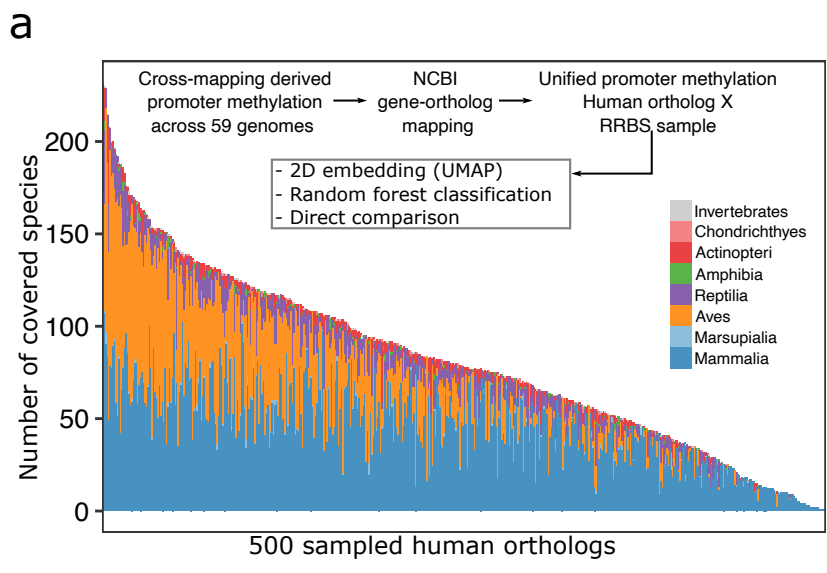 a
Cross-mapping derived
promoter methylation
across 59 genomes
NCBI
gene-ortholog
mapping
Unified promoter methylation
Human ortholog X
RRBS sample
- 2D embedding (UMAP)
- Random forest classification
- Direct comparison
Invertebrates
Chondrichthyes
Actinopteri
Amphibia
Reptilia
Aves
Marsupialia
Mammalia
Number of covered species
200
150
100
50
0
500 sampled human orthologs